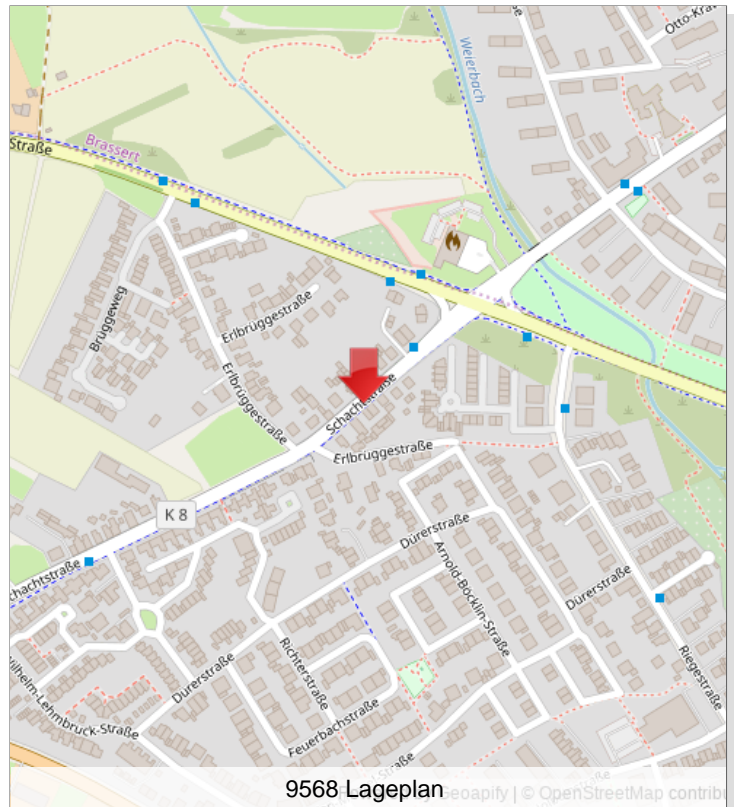 Otto-Kra
Weierbach
Straße
Brassert
Brüggeweg
Erlbrüggestraße
Erlbrüggestraße
Schachtstraße
Erlbrüggestraße
K 8
Dürerstraße
Arnold-Böcklin-Straße
Dürerstraße
chachtstraße
Richterstraße
Dürerstraße
Riegestraße
ilhelm-Lehmbruck-Straße
Feuerbachstraße
9568 Lageplan
Geoapify | © OpenStreetMap contribu